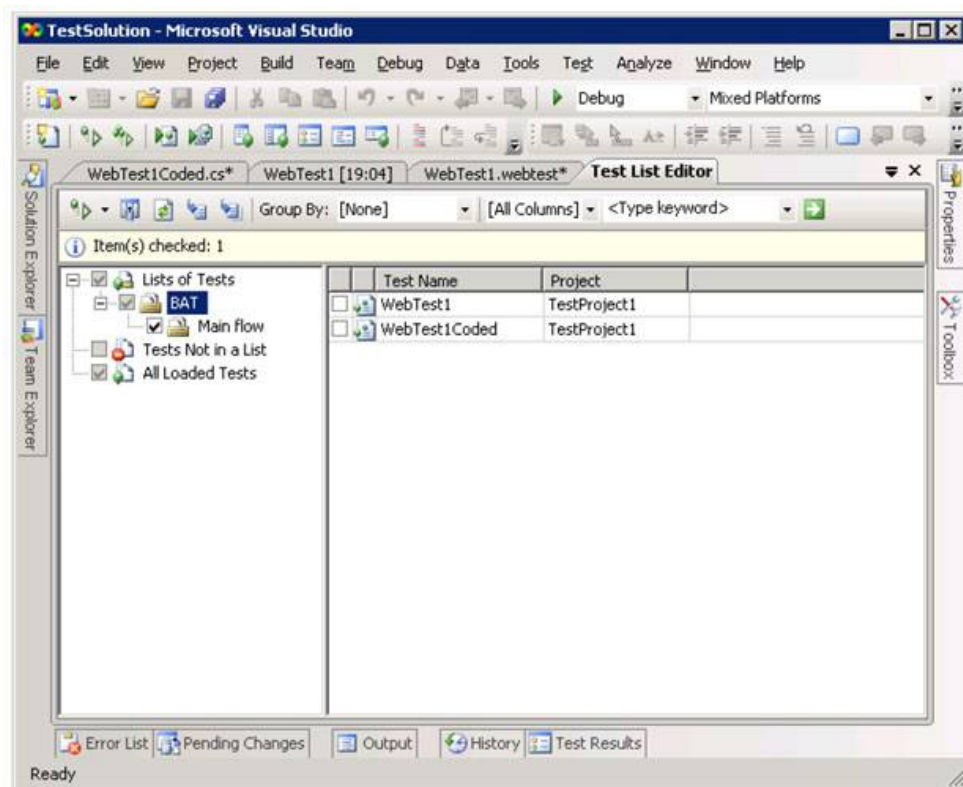 TestSolution - Microsoft Visual Studio
File Edit View Project Build Team Debug Data Tools Test Analyze Window Help
Debug Mixed Platforms
WebTest1Coded.cs* WebTest1 [19:04] WebTest1.webtest* Test List Editor
Group By: [None] [All Columns] <Type keyword>
Item(s) checked: 1
Lists of Tests
BAT
Main flow
Tests Not in a List
All Loaded Tests
Test Name Project
WebTest1 TestProject1
WebTest1Coded TestProject1
Solution Explorer
Team Explorer
Properties
Toolbox
Error List Pending Changes Output History Test Results
Ready